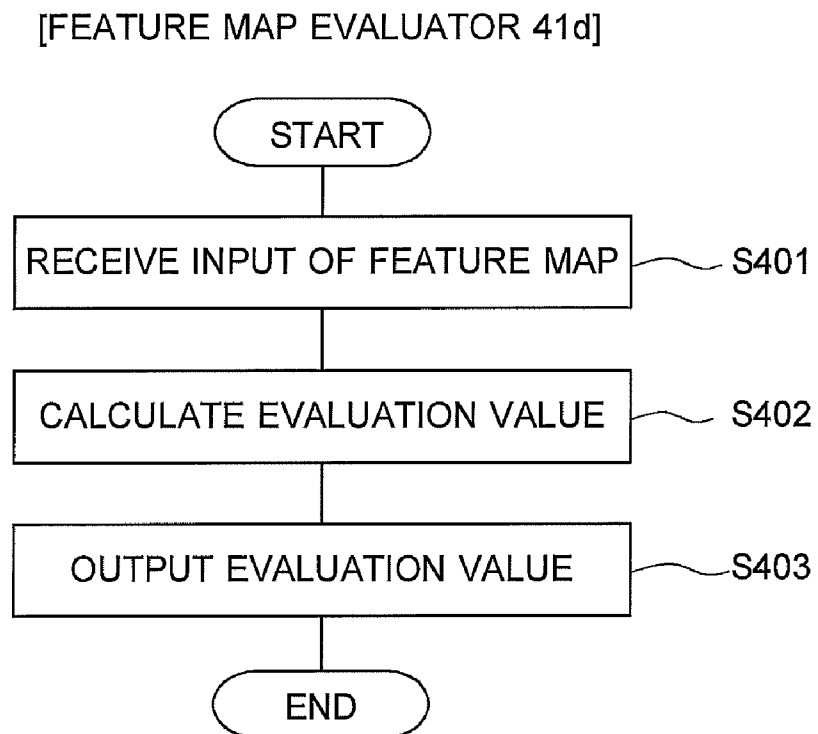 [FEATURE MAP EVALUATOR 41d]
START
RECEIVE INPUT OF FEATURE MAP
S401
CALCULATE EVALUATION VALUE
S402
OUTPUT EVALUATION VALUE
S403
END